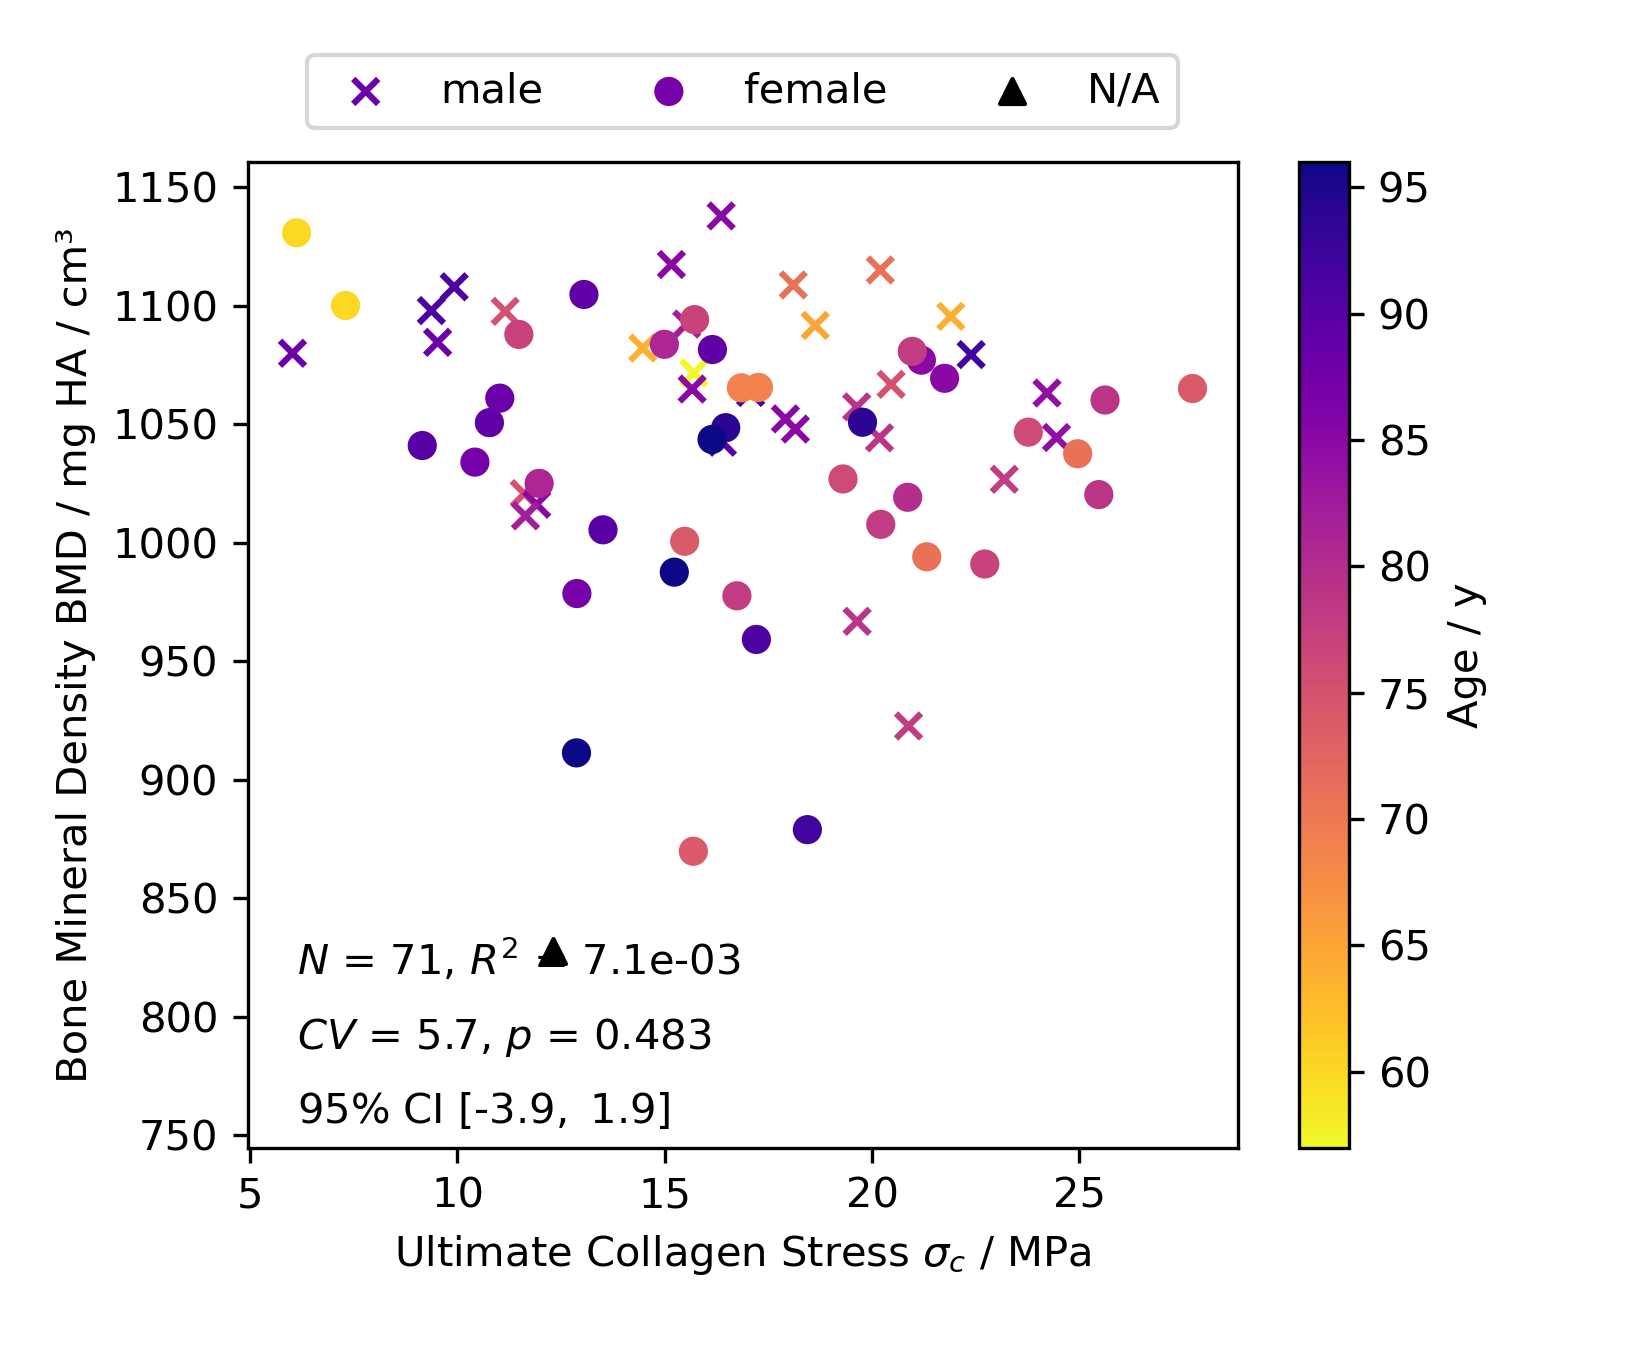 male female N/A
1150
1100
1050
1000
950
900
850
800
750
Bone Mineral Density BMD / mg HA / cm³
N = 71, R² = 7.1e-03
CV = 5.7, p = 0.483
95% CI [-3.9, 1.9]
5 10 15 20 25
Ultimate Collagen Stress σ_c / MPa
95
90
85
80
75
70
65
60
Age / y